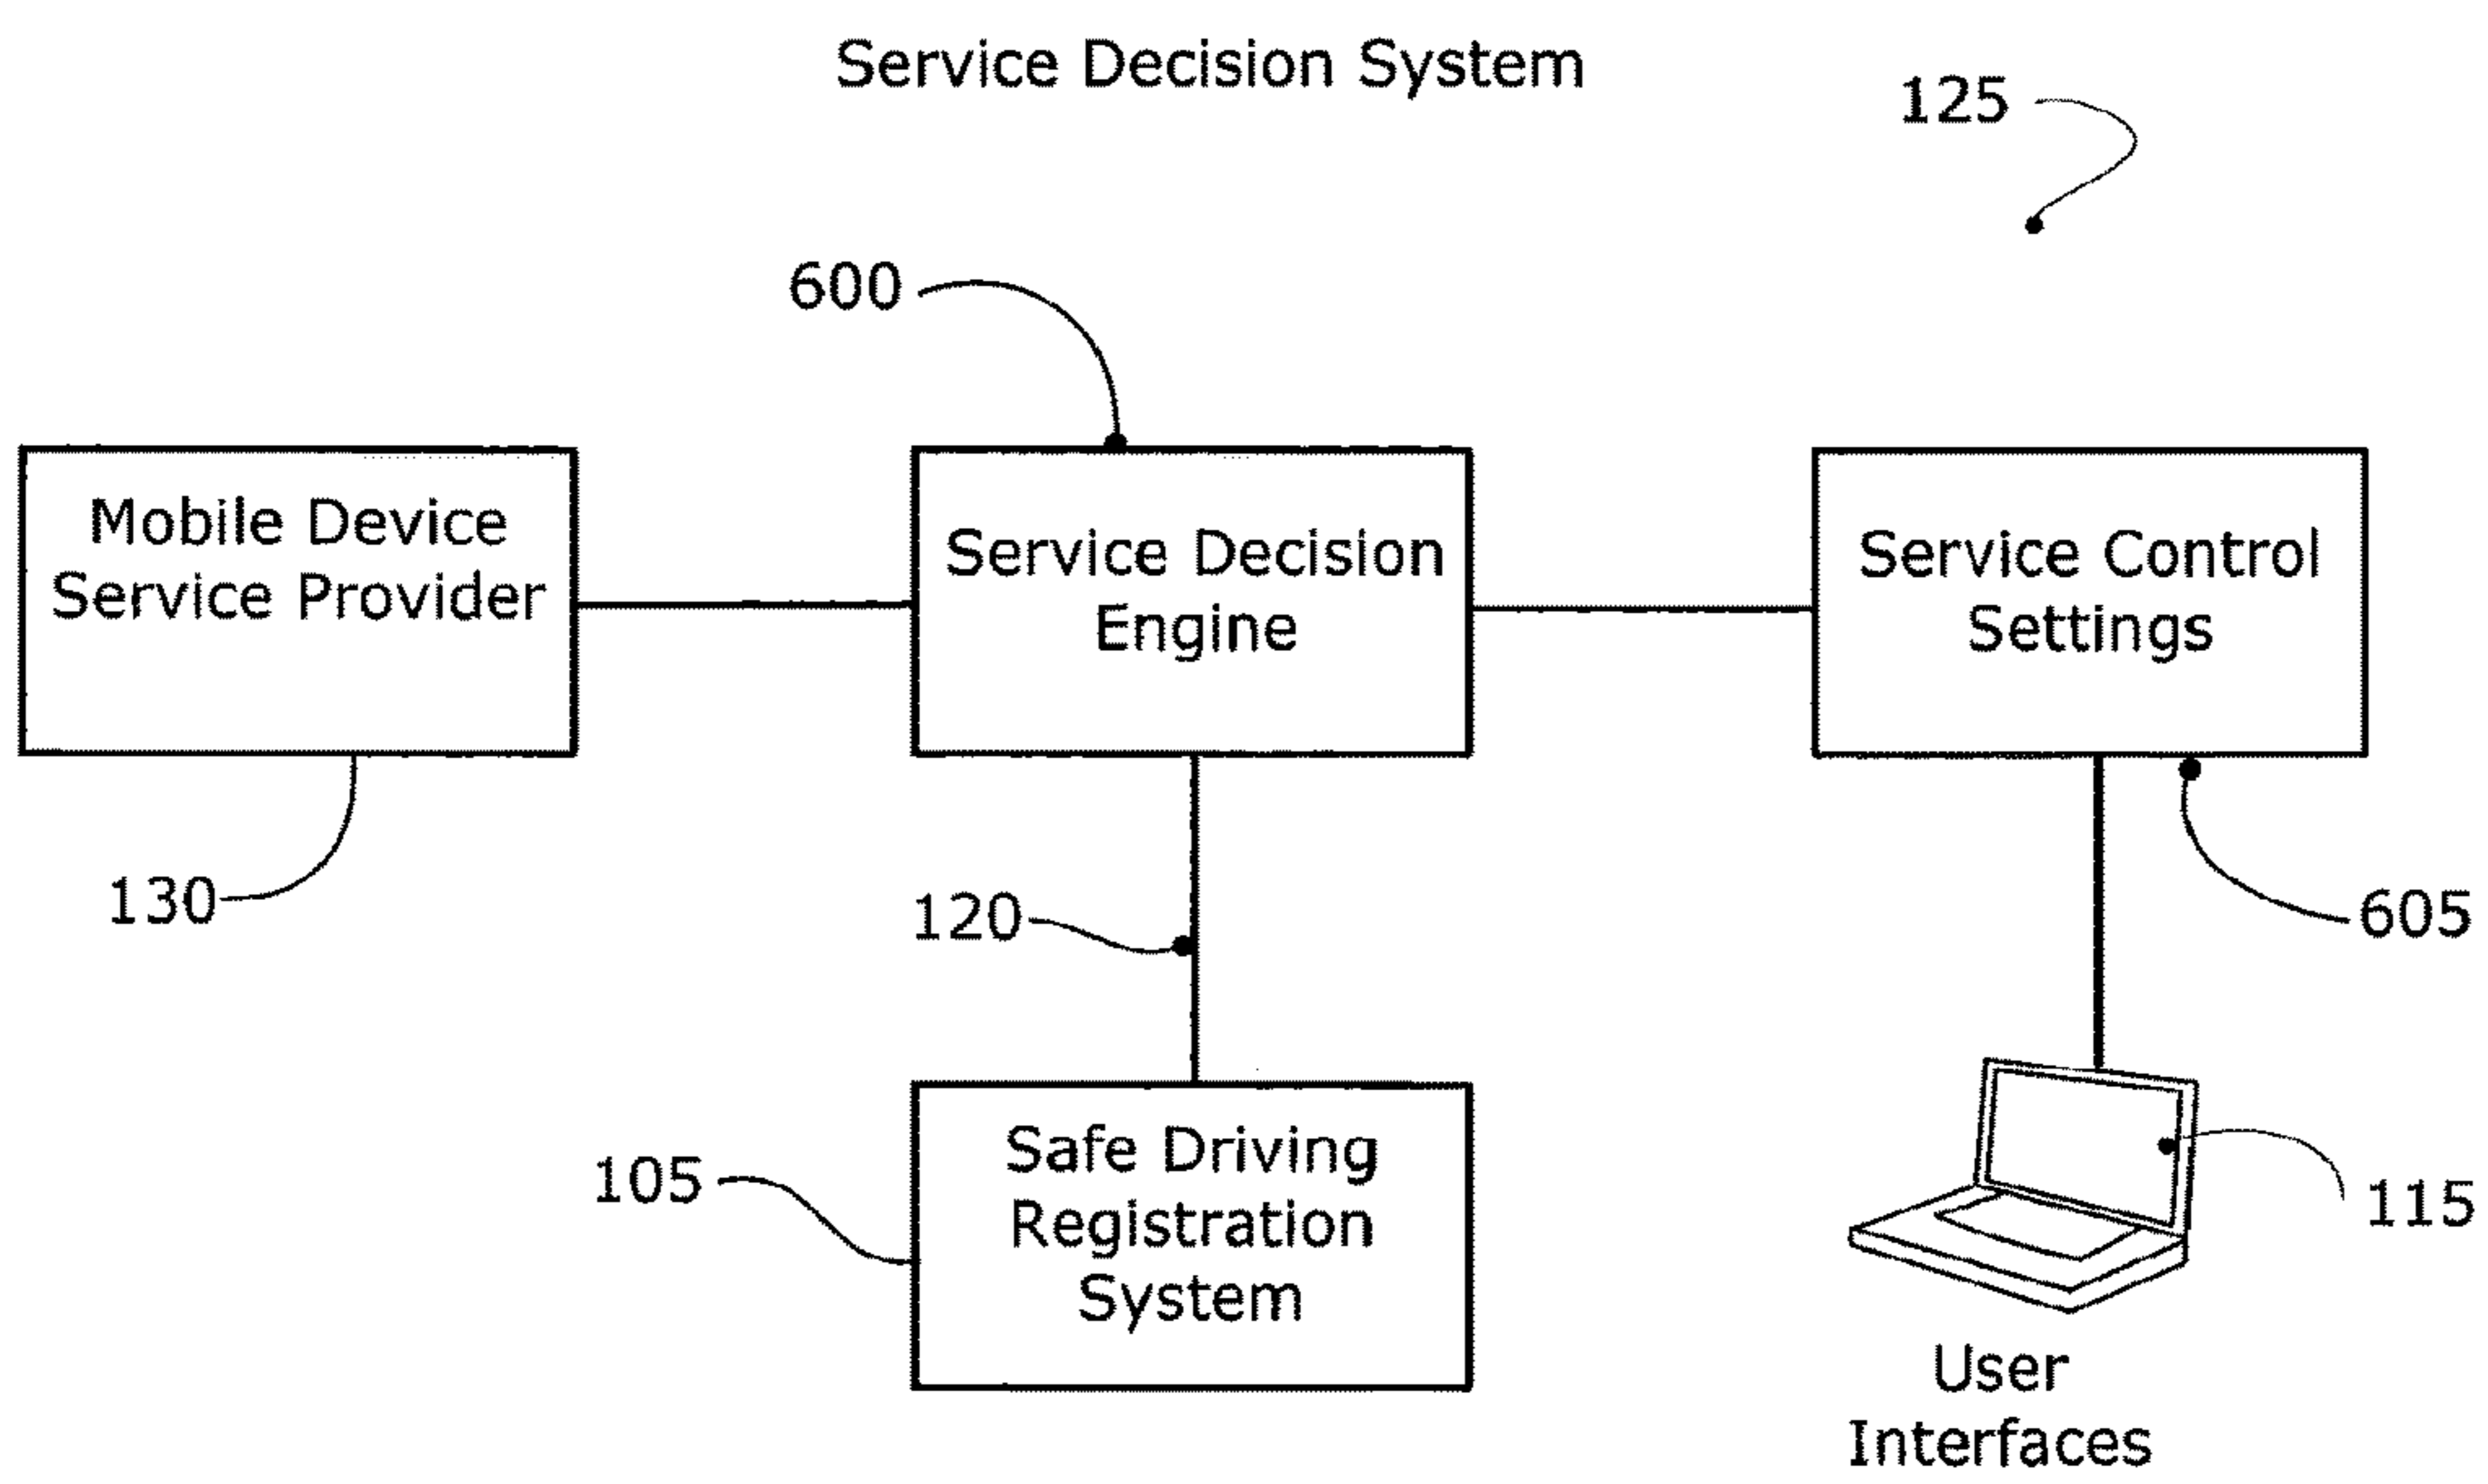 Service Decision System
125
600
Mobile Device
Service Provider
Service Decision
Engine
Service Control
Settings
130
120
605
105
Safe Driving
Registration
System
115
User
Interfaces